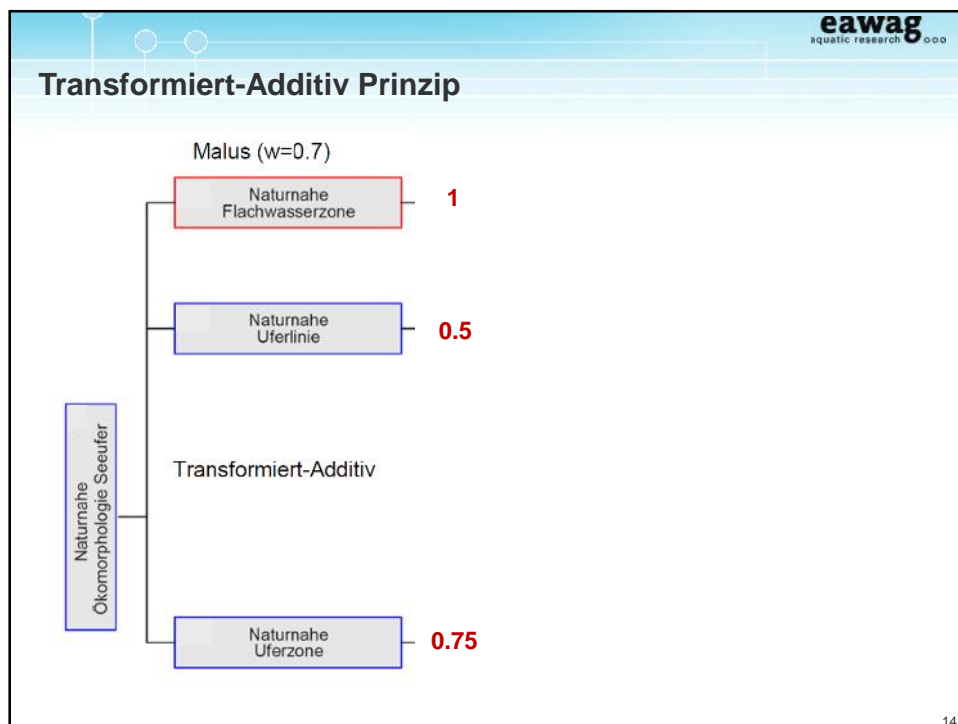 eawag
aquatic research ooo
Transformiert-Additiv Prinzip
Malus (w=0.7)
Naturnahe
Flachwasserzone
1
Naturnahe
Uferlinie
0.5
Naturnahe
Ökomorphologie Seeufer
Transformiert-Additiv
Naturnahe
Uferzone
0.75
14